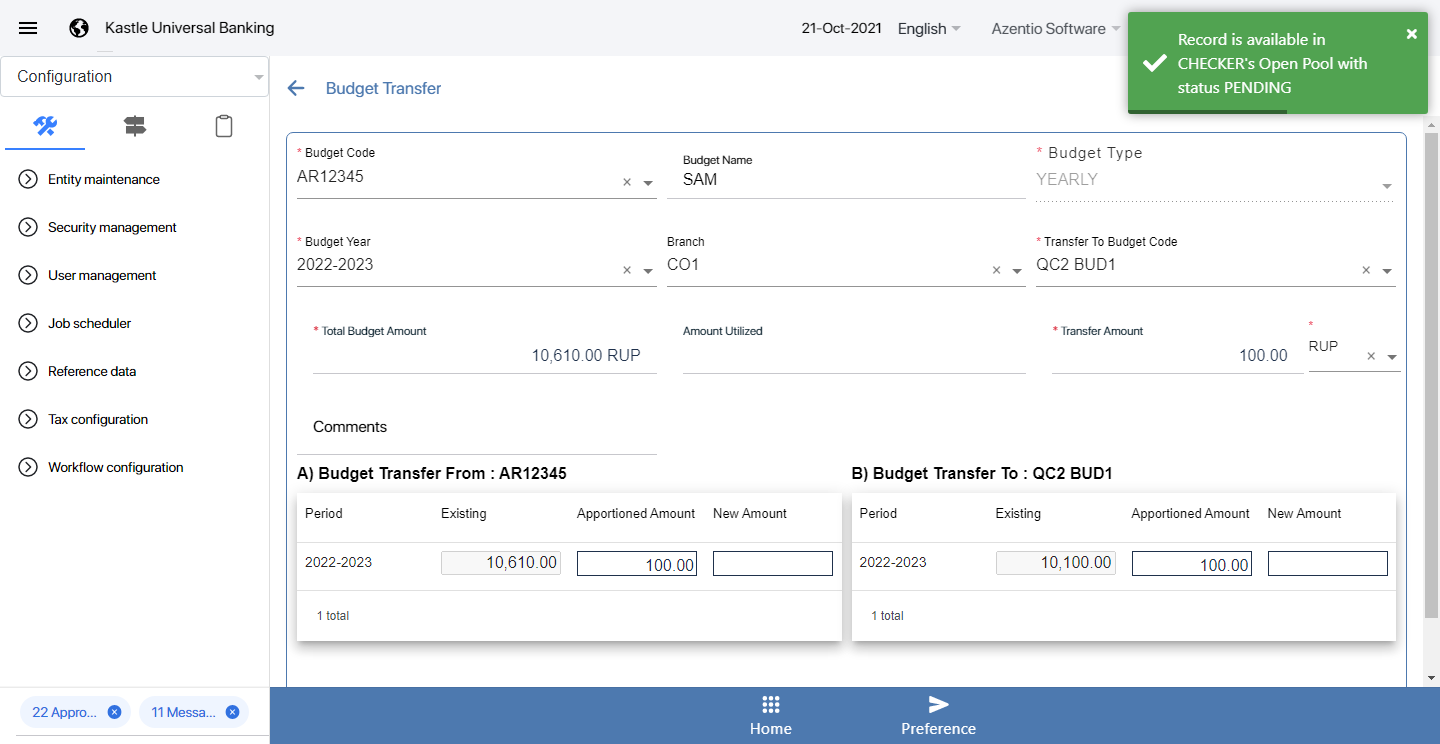 Kastle Universal Banking
21-Oct-2021
English
Azentio Software
Record is available in
CHECKER's Open Pool with
status PENDING
Configuration
Entity maintenance
Security management
User management
Job scheduler
Reference data
Tax configuration
Workflow configuration
22 Appro...
11 Messa...
Budget Transfer
* Budget Code
AR12345
Budget Name
SAM
* Budget Type
YEARLY
* Budget Year
2022-2023
Branch
CO1
* Transfer To Budget Code
QC2 BUD1
* Total Budget Amount
10,610.00 RUP
Amount Utilized
* Transfer Amount
100.00
*
RUP
Comments
A) Budget Transfer From : AR12345
Period Existing Apportioned Amount New Amount
2022-2023 10,610.00 100.00
1 total
B) Budget Transfer To : QC2 BUD1
Period Existing Apportioned Amount New Amount
2022-2023 10,100.00 100.00
1 total
Home
Preference